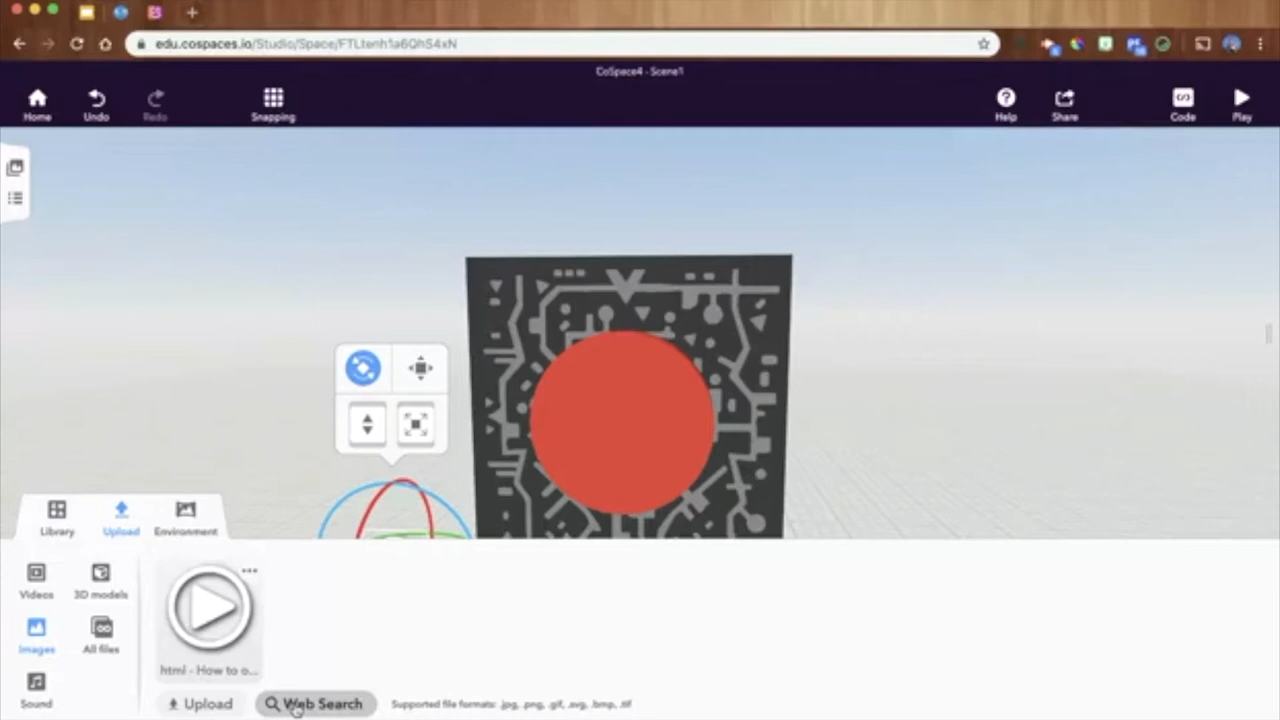 edu.cospaces.io/Studio/Space/FTLtenh1a6QhS4xN
CoSpace4 - Scene1
Home
Undo
Redo
Snapping
Help
Share
Code
Play
Library
Upload
Environment
Videos
3D models
Images
All files
Sound
html - How to o...
Upload
Web Search
Supported file formats: .jpg, .png, .gif, .svg, .bmp, .tif